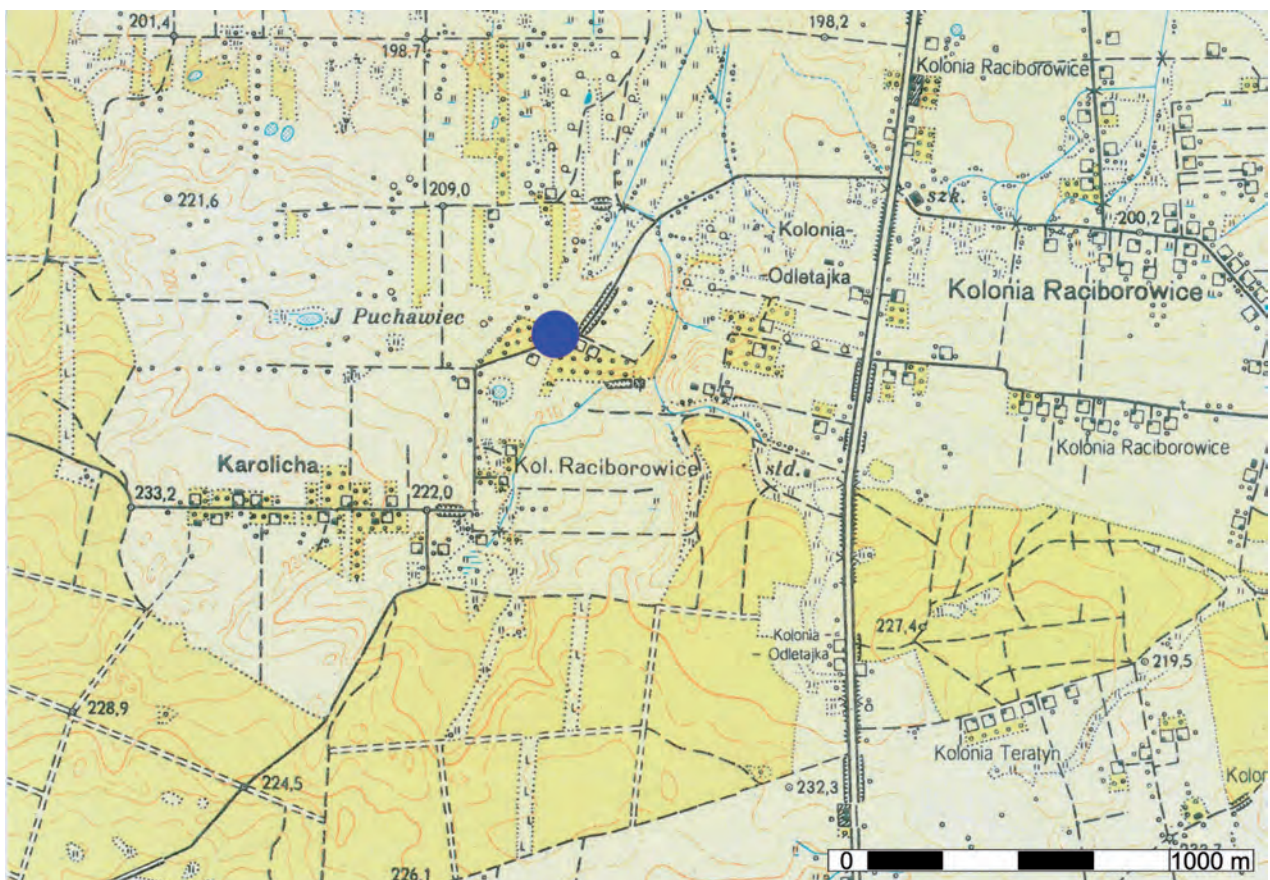 201,4
198,7
198,2
Kolonia Raciborowice
221,6
209,0
szk.
200,2
Kolonia-
Odletajka
Kolonia Raciborowice
J Puchawiec
Karolicha
Kol. Raciborowice
Kolonia Raciborowice
233,2
222,0
std.
227,4
Kolonia
Odletajka
219,5
228,9
Kolonia Teratyn
224,5
232,3
226,1
0
1000 m